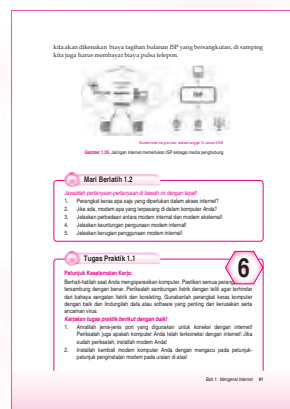 kita akan dikenakan biaya tagihan bulanan ISP yang bersangkutan, di samping
kita juga harus membayar biaya pulsa telepon.
ISP
Gambar 1.26. Jaringan internet memerlukan ISP sebagai media penghubung
Mari Berlatih 1.2
Jawablah pertanyaan-pertanyaan di bawah ini dengan tepat!
1. Perangkat keras apa saja yang diperlukan dalam akses internet?
2. Jika ada, modem apa yang terpasang di dalam komputer Anda?
3. Jelaskan perbedaan antara modem internal dan modem eksternal!
4. Jelaskan keuntungan penggunaan modem internal!
5. Jelaskan kerugian penggunaan modem internal!
Tugas Praktik 1.1
6
Petunjuk Keselamatan Kerja:
Berhati-hatilah saat Anda mengoperasikan komputer. Pastikan semua
tersambung dengan benar. Periksalah sambungan listrik dengan teliti agar terhindar
dari bahaya sengatan listrik dan korsleting. Gunakanlah perangkat keras komputer
dengan baik dan lindungilah data atau software yang penting dari kerusakan serta
ancaman virus.
Kerjakan tugas praktik berikut dengan baik!
1. Amatilah jenis-jenis port yang digunakan untuk koneksi dengan internet!
Periksalah juga apakah komputer Anda telah terkoneksi dengan internet! Jika
sudah periksalah, installah modem Anda!
2. Installah kembali modem komputer Anda dengan mengacu pada petunjuk-
petunjuk penginstalan modem pada uraian di atas!
Bab 1: Mengenal Internet 41